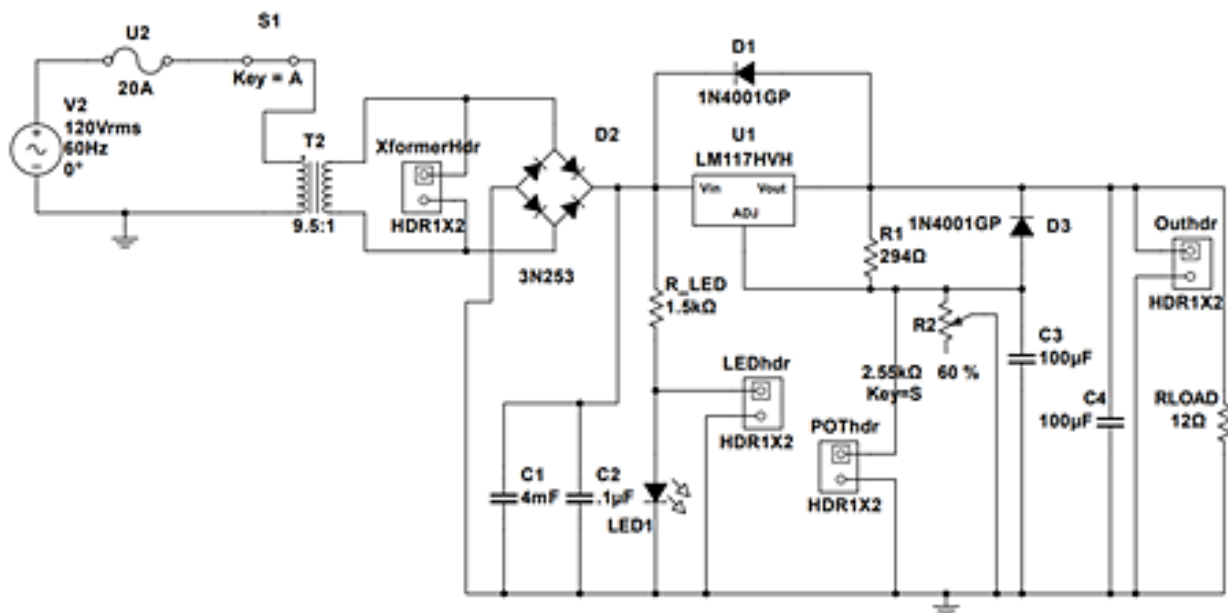 U2
20A
S1
Key = A
V2
120Vrms
60Hz
0°
T2
9.5:1
XformerHdr
HDR1X2
D2
3N253
D1
1N4001GP
U1
LM117HVH
Vin
Vout
ADJ
R1
294Ω
1N4001GP
D3
Outhdr
HDR1X2
R_LED
1.5kΩ
R2
2.55kΩ
Key=S
60 %
C3
100µF
LEDhdr
HDR1X2
POThdr
HDR1X2
C4
100µF
RLOAD
12Ω
C1
4mF
C2
.1µF
LED1